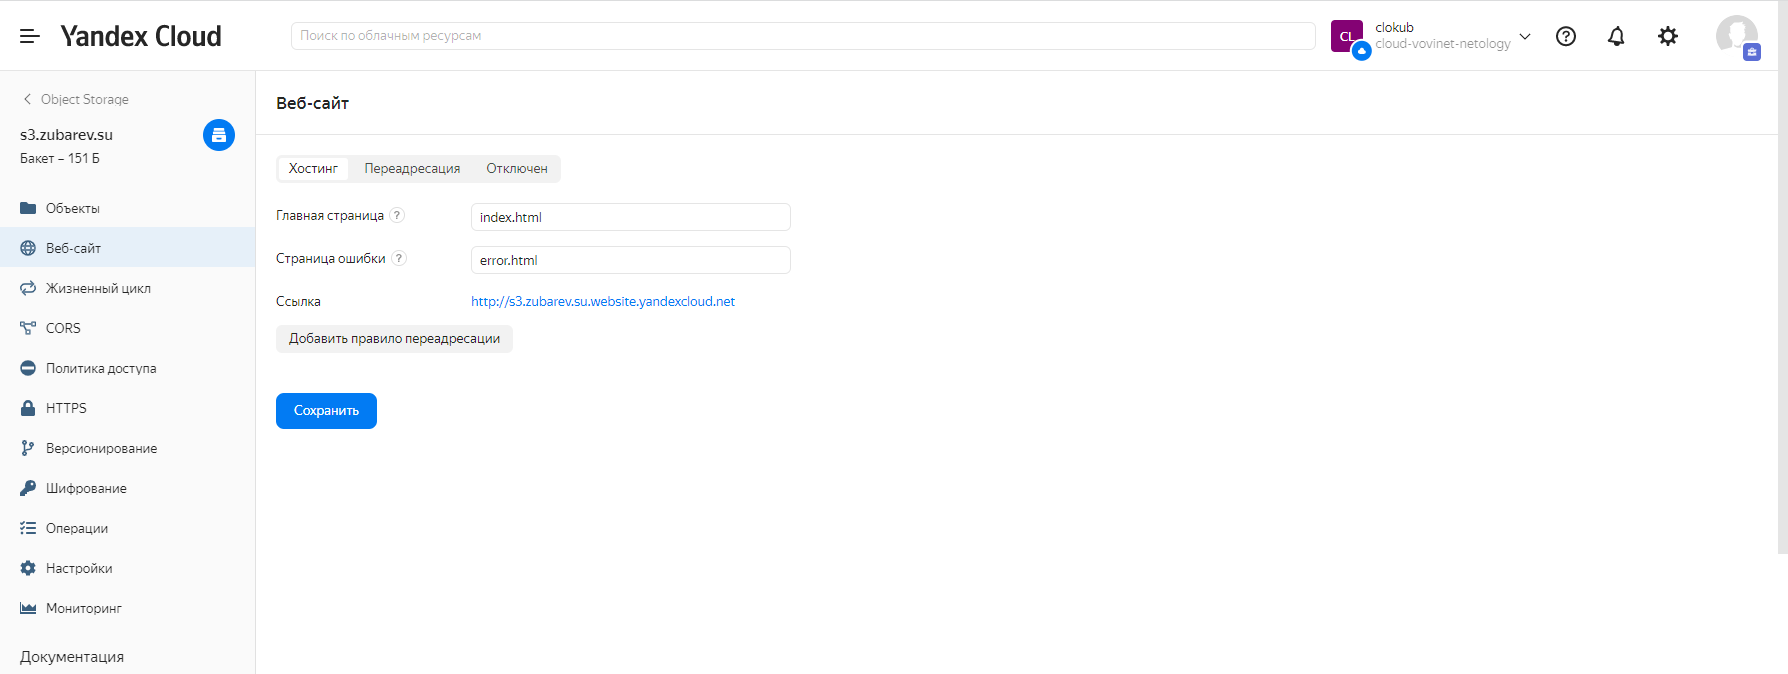 Yandex Cloud
Поиск по облачным ресурсам
CL
clokub
cloud-vovinet-netology
Object Storage
s3.zubarev.su
Бакет – 151 Б
Объекты
Веб-сайт
Жизненный цикл
CORS
Политика доступа
HTTPS
Версионирование
Шифрование
Операции
Настройки
Мониторинг
Документация
Веб-сайт
Хостинг Переадресация Отключен
Главная страница ? index.html
Страница ошибки ? error.html
Ссылка http://s3.zubarev.su.website.yandexcloud.net
Добавить правило переадресации
Сохранить